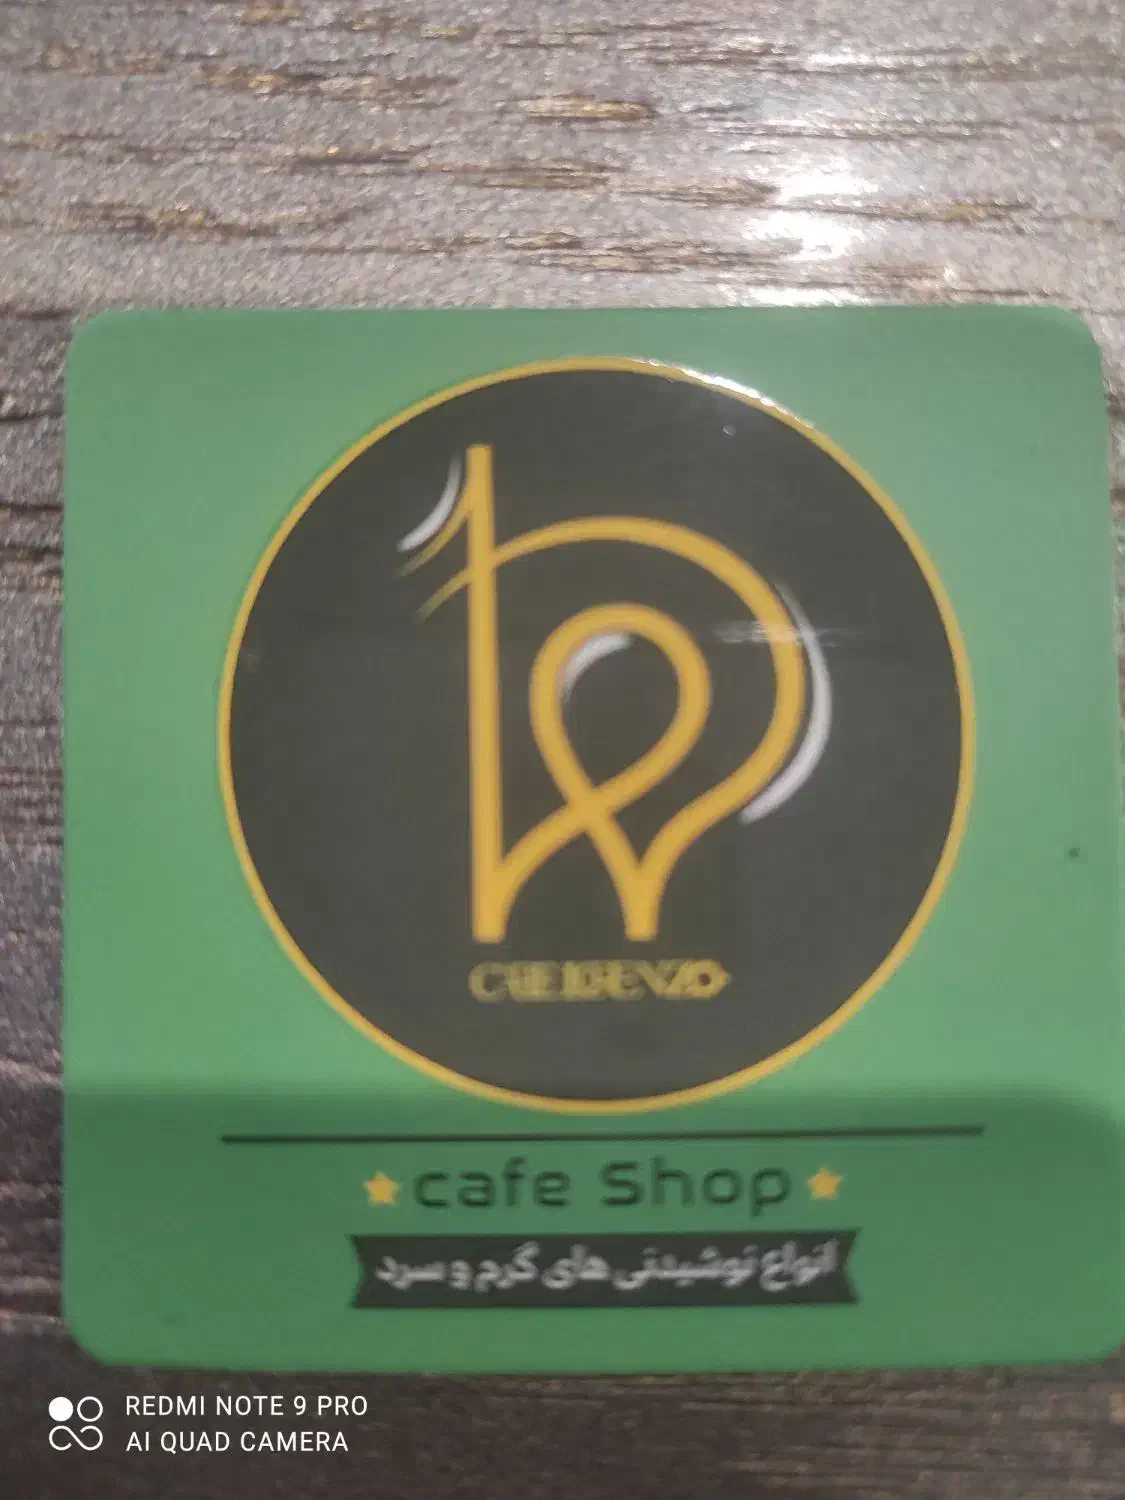 cafe Shop
انواع نوشیدنی های گرم و سرد
REDMI NOTE 9 PRO
AI QUAD CAMERA